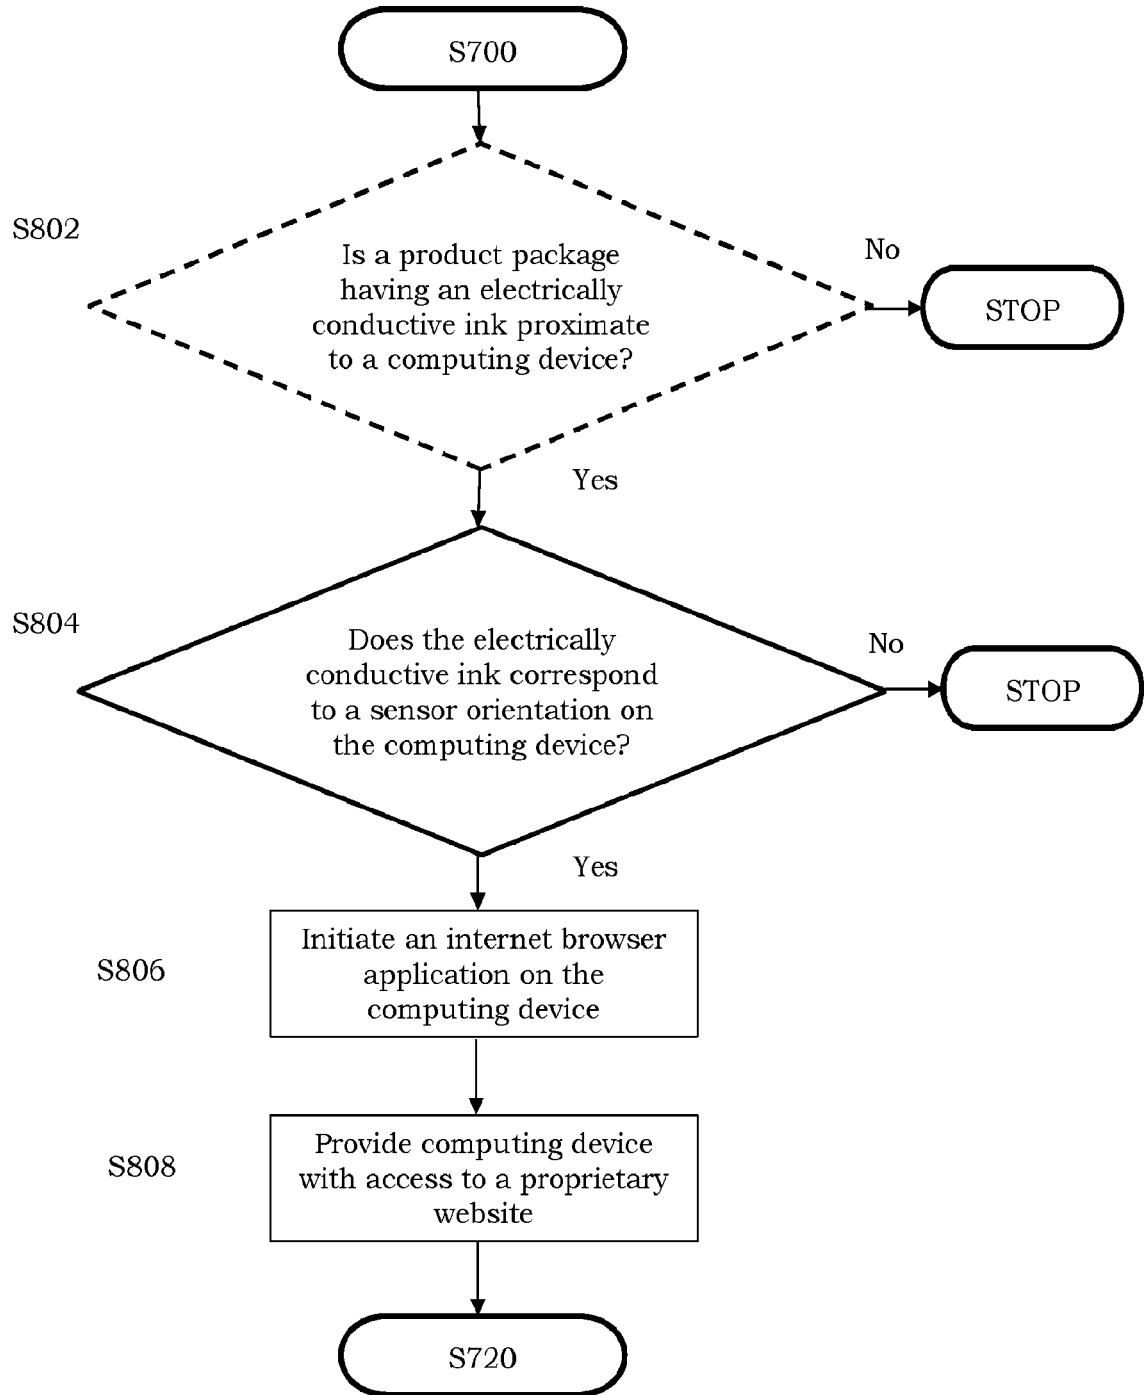 S700
S802
Is a product package
having an electrically
conductive ink proximate
to a computing device?
No
STOP
Yes
S804
Does the electrically
conductive ink correspond
to a sensor orientation on
the computing device?
No
STOP
Yes
S806
Initiate an internet browser
application on the
computing device
S808
Provide computing device
with access to a proprietary
website
S720